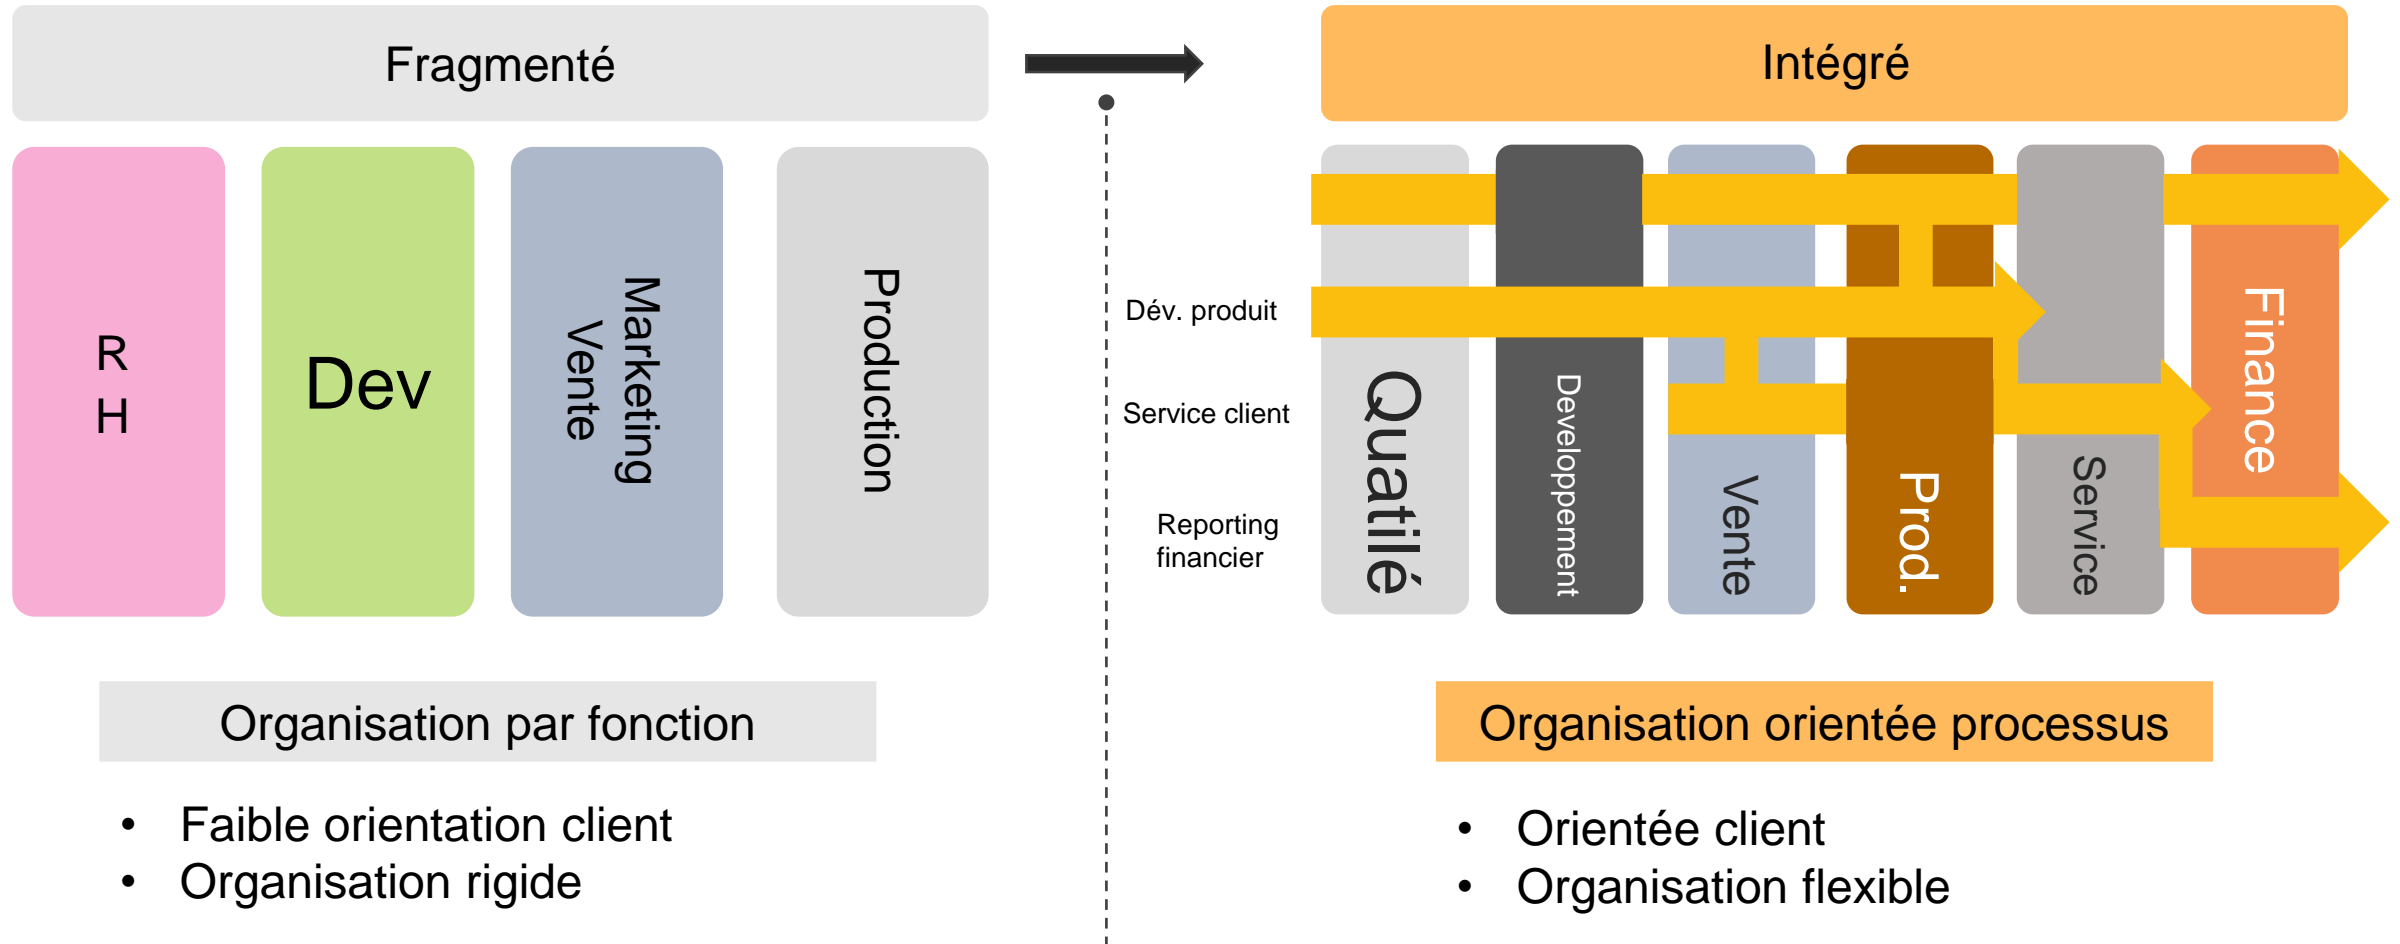 Fragmenté
R
H
Dev
Marketing
Vente
Production
Organisation par fonction
• Faible orientation client
• Organisation rigide
Intégré
Dév. produit
Service client
Reporting
financier
Quatilé
Developpement
Vente
Prod.
Service
Finance
Organisation orientée processus
• Orientée client
• Organisation flexible